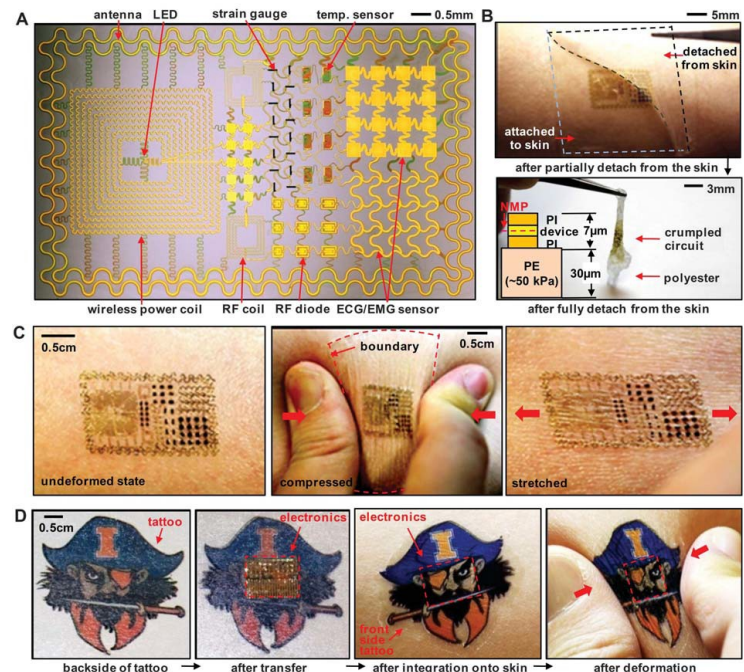 A
antenna LED strain gauge temp. sensor 0.5mm
wireless power coil RF coil RF diode ECG/EMG sensor
B
5mm
detached
from skin
attached
to skin
after partially detach from the skin
3mm
NMP
PI
device
PI
7µm
PE
(~50 kPa)
30µm
crumpled
circuit
polyester
after fully detach from the skin
C
0.5cm
undeformed state
boundary
0.5cm
compressed
stretched
D
0.5cm
tattoo
I
backside of tattoo
electronics
I
after transfer
electronics
I
front
side
tattoo
after integration onto skin
I
after deformation